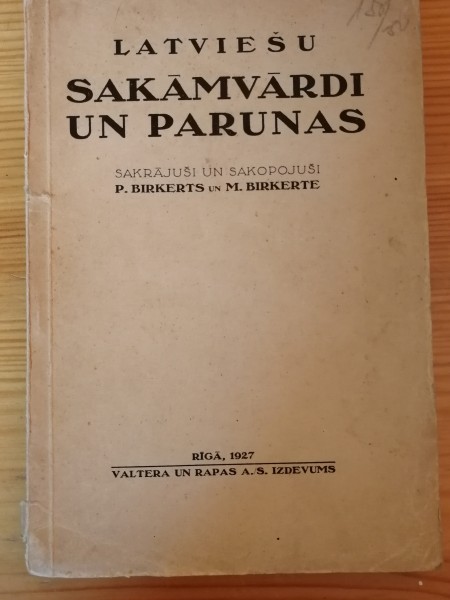 LATVIEŠU
SAKĀMVĀRDI
UN PARUNAS
SAKRĀJUŠI UN SAKOPOJUŠI
P. BIRKERTS UN M. BIRKERTE
RĪGĀ, 1927
VALTERA UN RAPAS A./S. IZDEVUMS